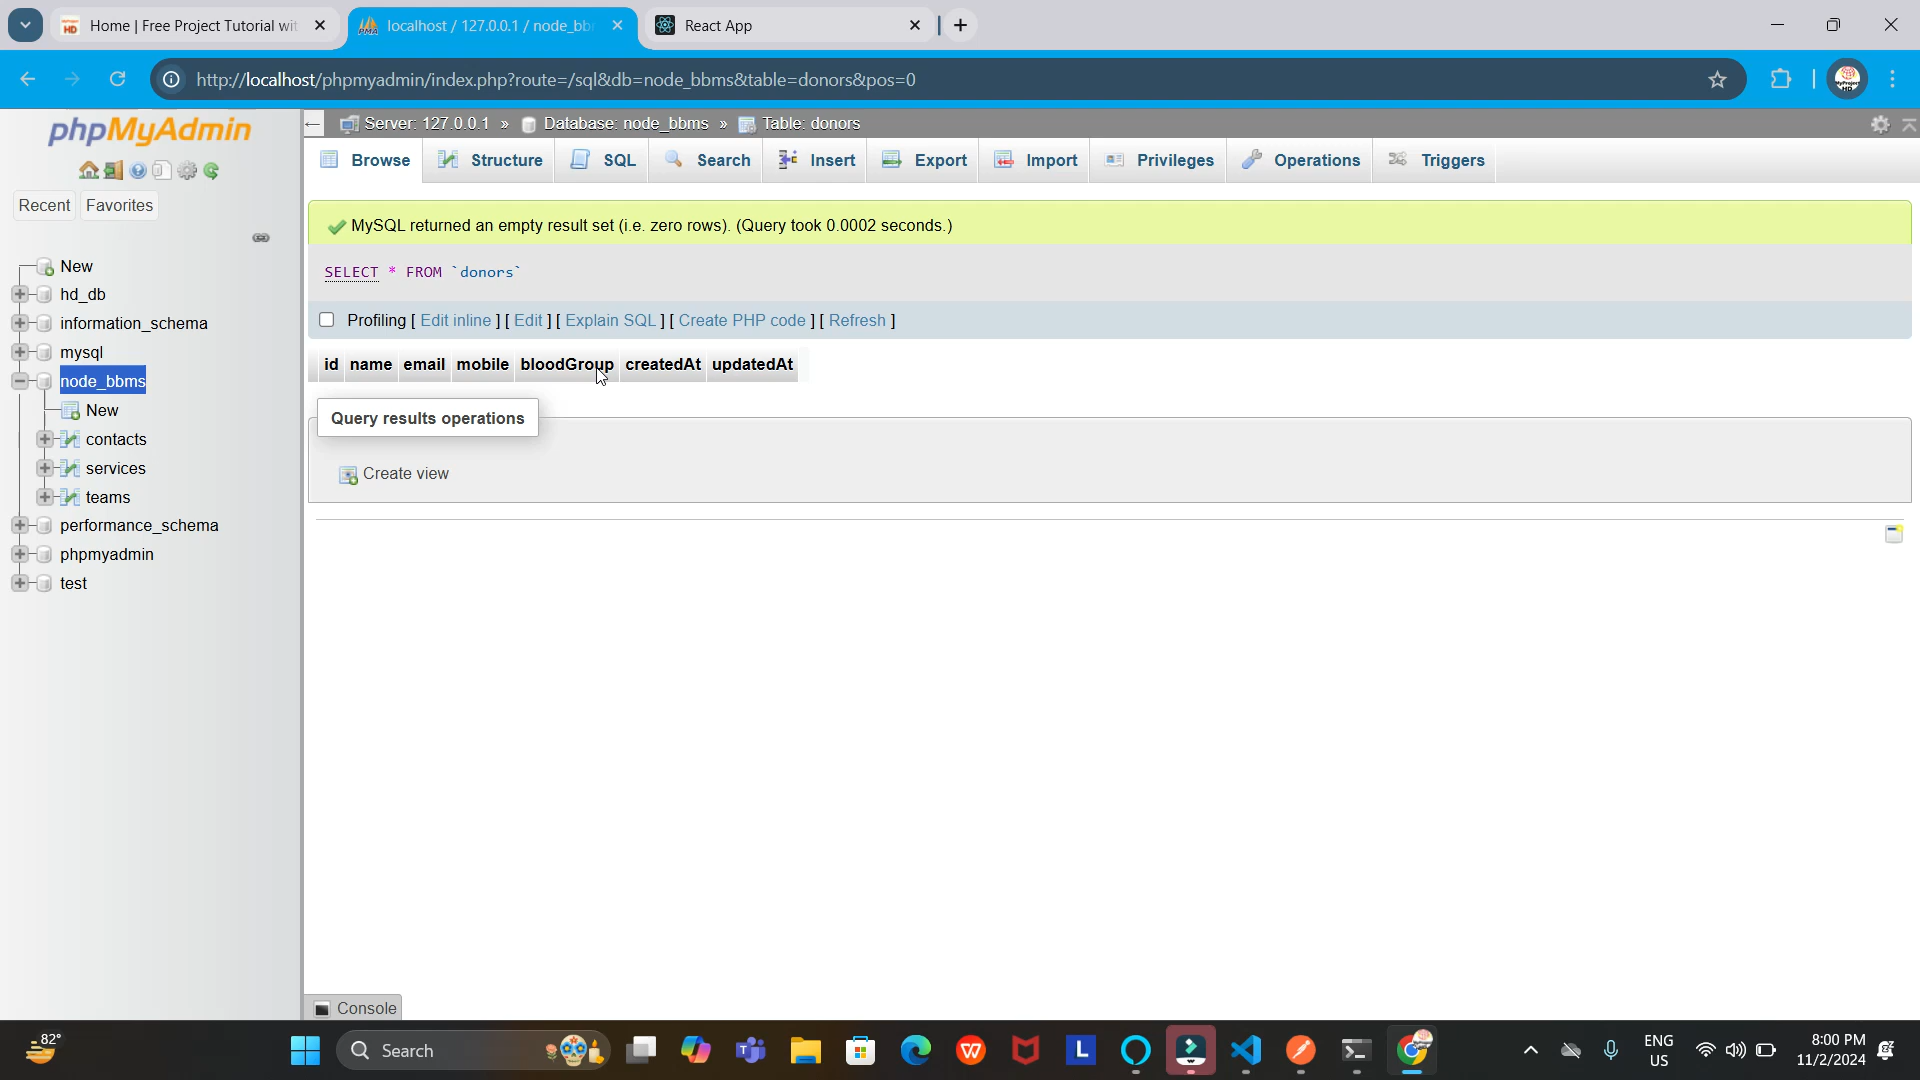 Home | Free Project Tutorial wit
localhost / 127.0.0.1 / node_bb
React App
http://localhost/phpmyadmin/index.php?route=/sql&db=node_bbms&table=donors&pos=0
phpMyAdmin
Recent Favorites
New
hd_db
information_schema
mysql
node_bbms
New
contacts
services
teams
performance_schema
phpmyadmin
test
Server: 127.0.0.1 » Database: node_bbms » Table: donors
Browse Structure SQL Search Insert Export Import Privileges Operations Triggers
MySQL returned an empty result set (i.e. zero rows). (Query took 0.0002 seconds.)
SELECT * FROM `donors`
Profiling [ Edit inline ] [ Edit ] [ Explain SQL ] [ Create PHP code ] [ Refresh ]
id name email mobile bloodGroup createdAt updatedAt
Query results operations
Create view
Console
82°
Search
ENG
US
8:00 PM
11/2/2024